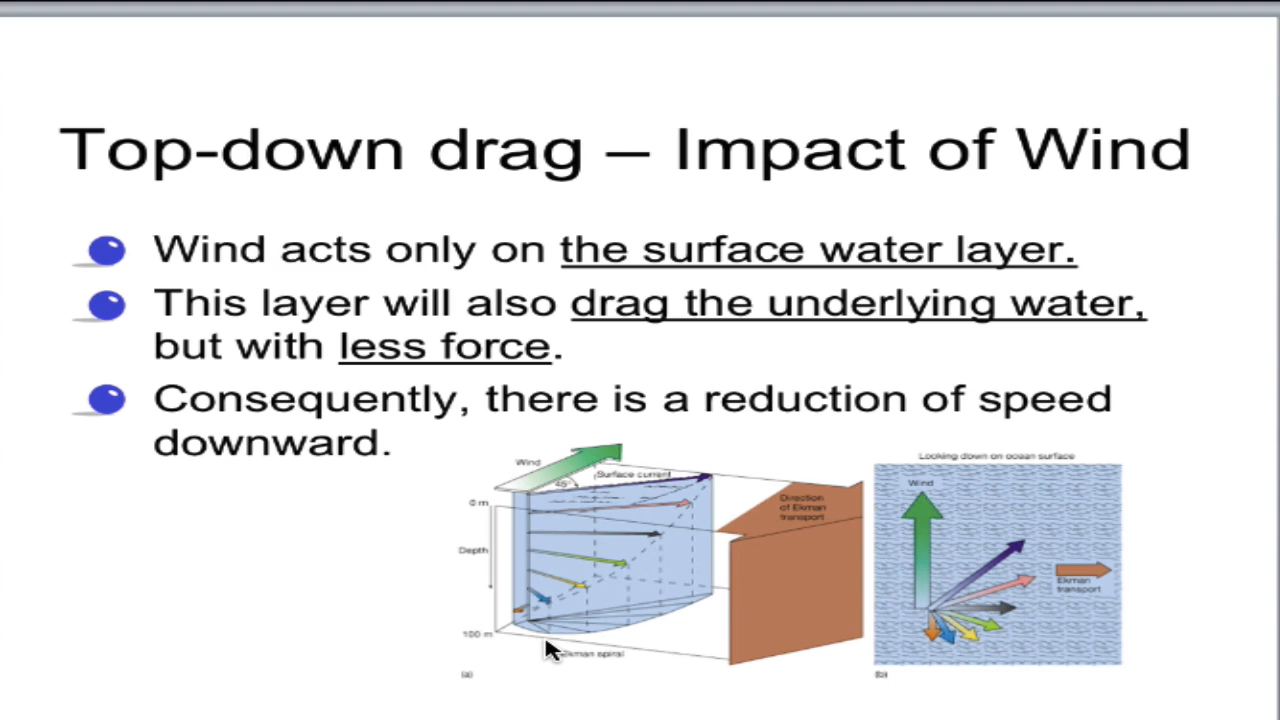 Top-down drag – Impact of Wind
Wind acts only on the surface water layer.
This layer will also drag the underlying water,
but with less force.
Consequently, there is a reduction of speed
downward.
Wind
45°
Surface current
0 m
Depth
100 m
Ekman spiral
Direction
of Ekman
transport
(a)
Looking down on ocean surface
Wind
Ekman
transport
(b)